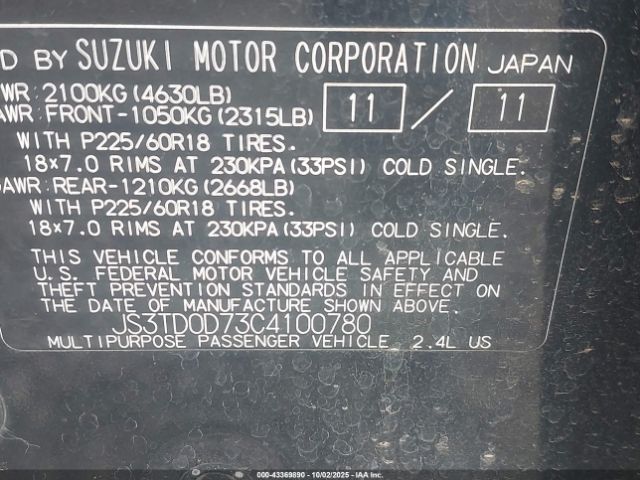 D BY SUZUKI MOTOR CORPORATION JAPAN
WR: 2100KG (4630LB)
AWR: FRONT-1050KG (2315LB) 11 / 11
WITH P225/60R18 TIRES.
18×7.0 RIMS AT 230KPA (33PSI) COLD SINGLE.
GAWR: REAR-1210KG (2668LB)
WITH P225/60R18 TIRES.
18×7.0 RIMS AT 230KPA (33PSI) COLD SINGLE.
THIS VEHICLE CONFORMS TO ALL APPLICABLE
U.S. FEDERAL MOTOR VEHICLE SAFETY AND
THEFT PREVENTION STANDARDS IN EFFECT ON
THE DATE OF MANUFACTURE SHOWN ABOVE.
JS3TD0D73C4100780
MULTIPURPOSE PASSENGER VEHICLE, 2.4L US
000-43369890 - 10/02/2025 - IAA Inc.